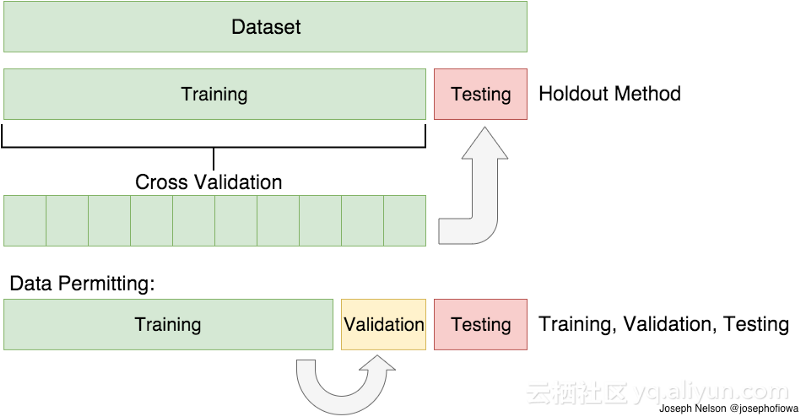 Dataset
Training Testing Holdout Method
Cross Validation
Data Permitting:
Training Validation Testing Training, Validation, Testing
云栖社区 yq.aliyun.com
Joseph Nelson @josephofiowa